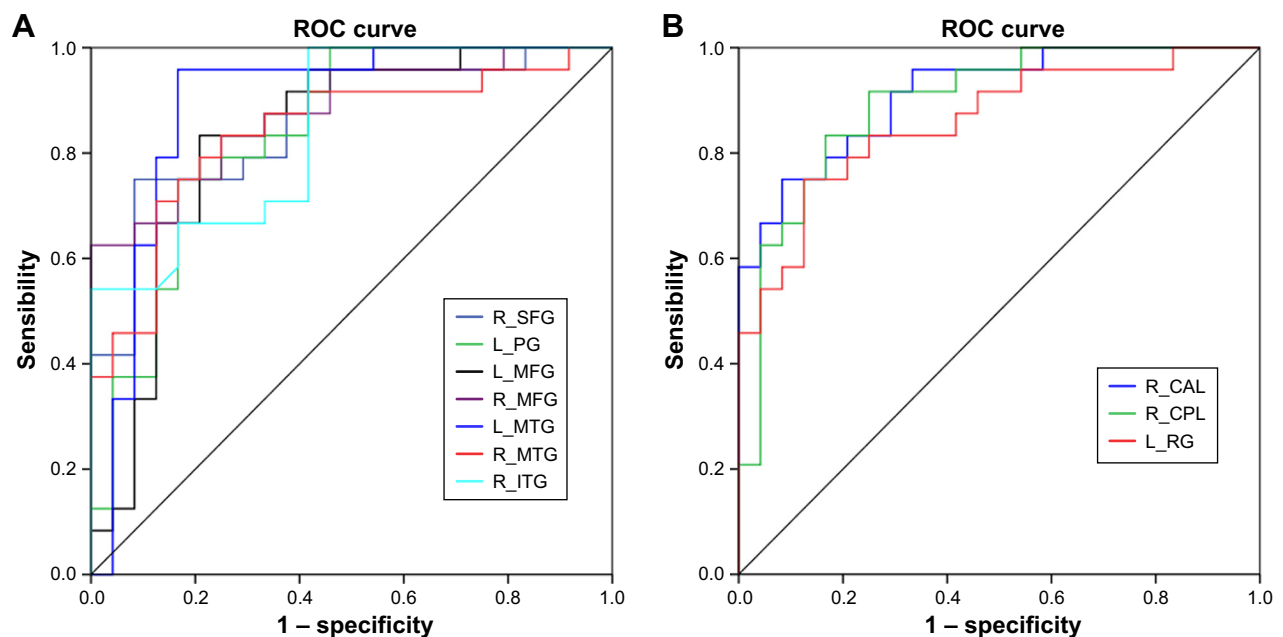 A
ROC curve
1.0
0.8
0.6
0.4
0.2
0.0
Sensibility
R_SFG
L_PG
L_MFG
R_MFG
L_MTG
R_MTG
R_ITG
0.0 0.2 0.4 0.6 0.8 1.0
1 – specificity
B
ROC curve
1.0
0.8
0.6
0.4
0.2
0.0
Sensibility
R_CAL
R_CPL
L_RG
0.0 0.2 0.4 0.6 0.8 1.0
1 – specificity